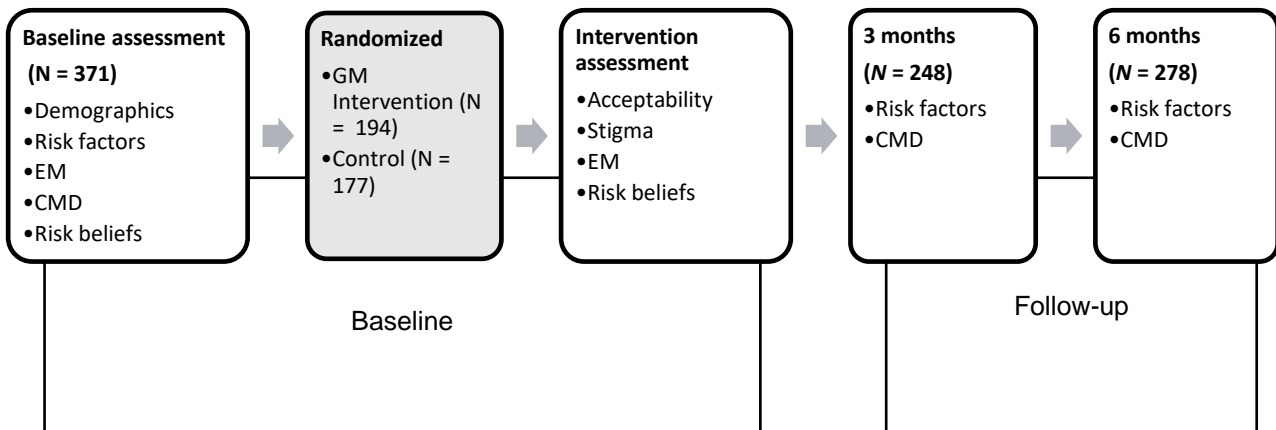 Baseline assessment
(N = 371)
•Demographics
•Risk factors
•EM
•CMD
•Risk beliefs
Randomized
•GM
Intervention (N
= 194)
•Control (N =
177)
Intervention
assessment
•Acceptability
•Stigma
•EM
•Risk beliefs
3 months
(N = 248)
•Risk factors
•CMD
6 months
(N = 278)
•Risk factors
•CMD
Baseline
Follow-up